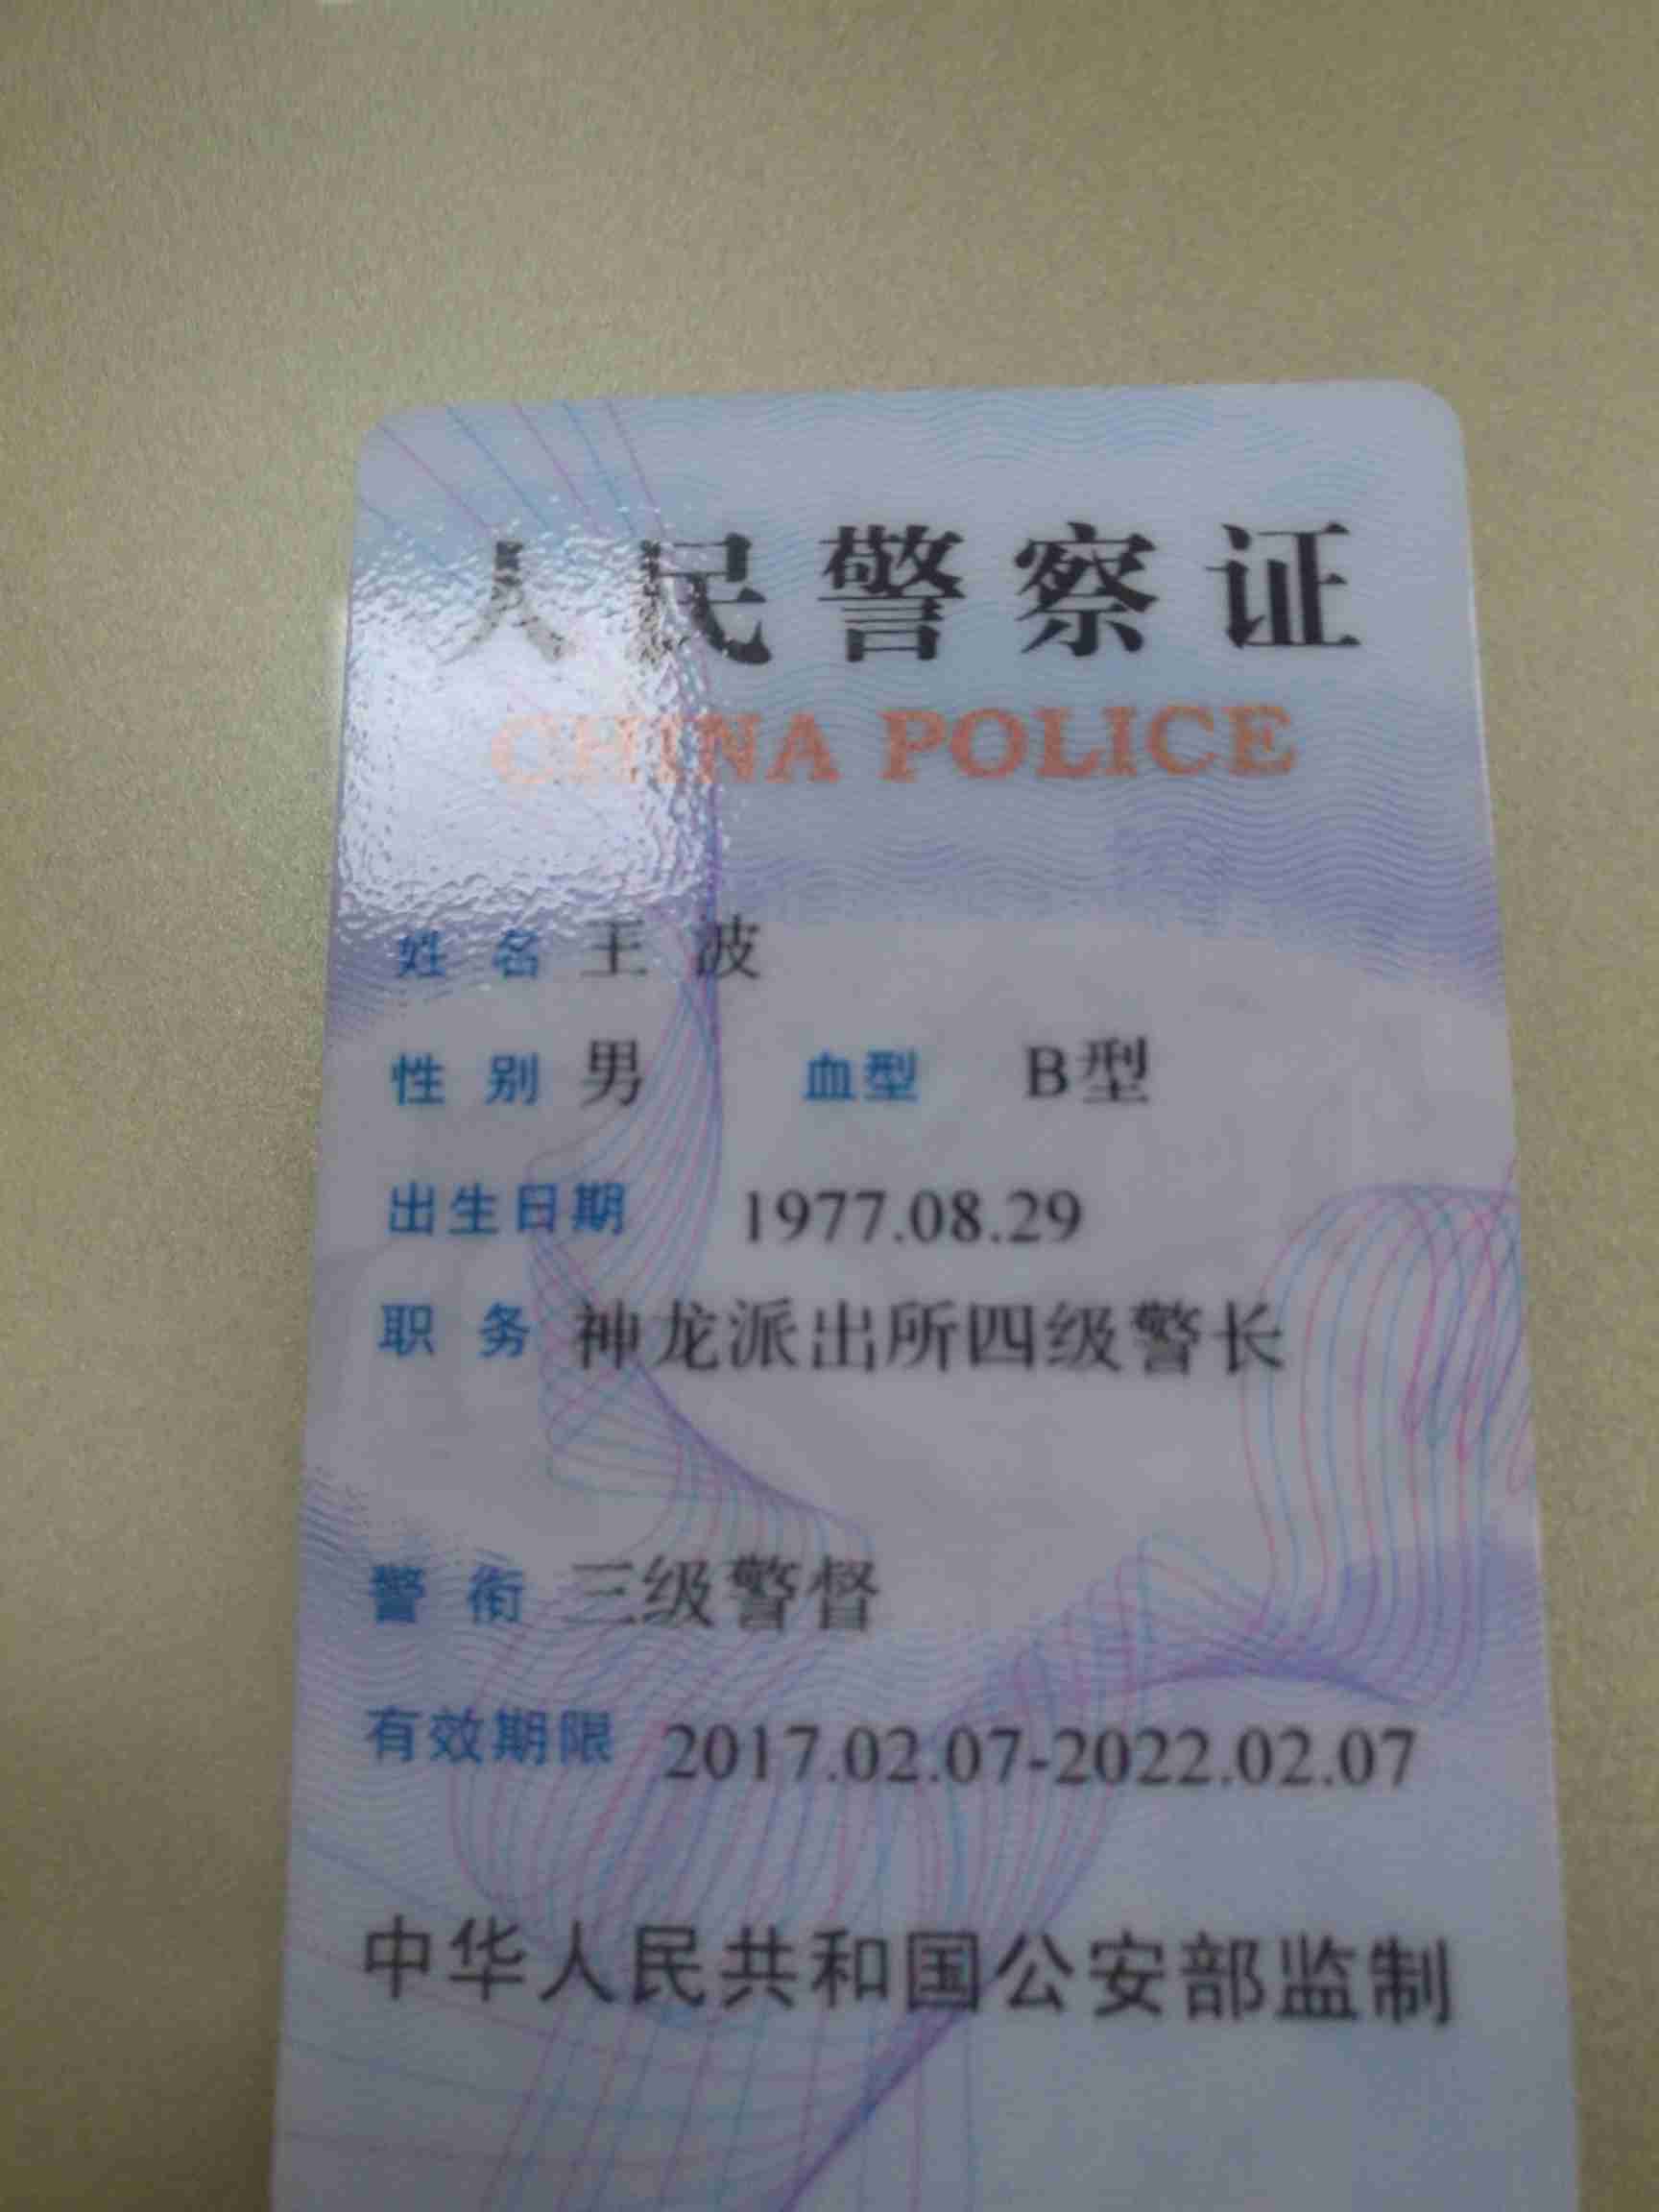 人民警察证
CHINA POLICE
姓 名 王 波
性 别 男 血型 B型
出生日期 1977.08.29
职 务 神龙派出所四级警长
警 衔 三级警督
有效期限 2017.02.07-2022.02.07
中华人民共和国公安部监制